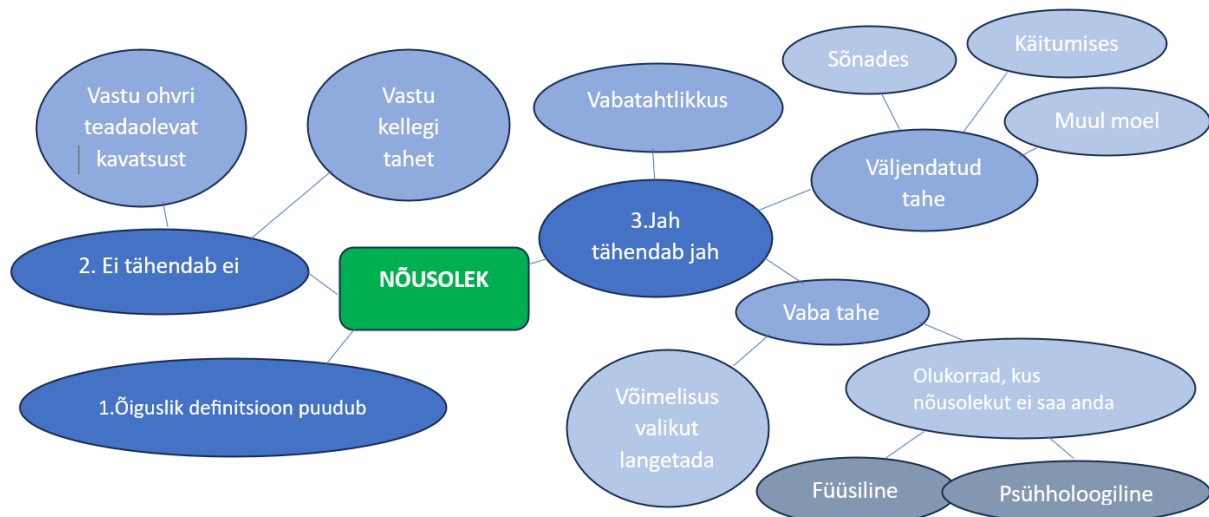 Vastu ohvri
teadaolevat
kavatsust
Vastu
kellegi
tahet
2. Ei tähendab ei
NÕUSOLEK
1.Õiguslik definitsioon puudub
Vabatahtlikkus
3.Jah
tähendab jah
Sõnades
Käitumises
Muul moel
Väljendatud
tahe
Vaba tahe
Võimelisus
valikut
langetada
Olukorrad, kus
nõusolekut ei saa anda
Füüsiline
Psühholoogiline